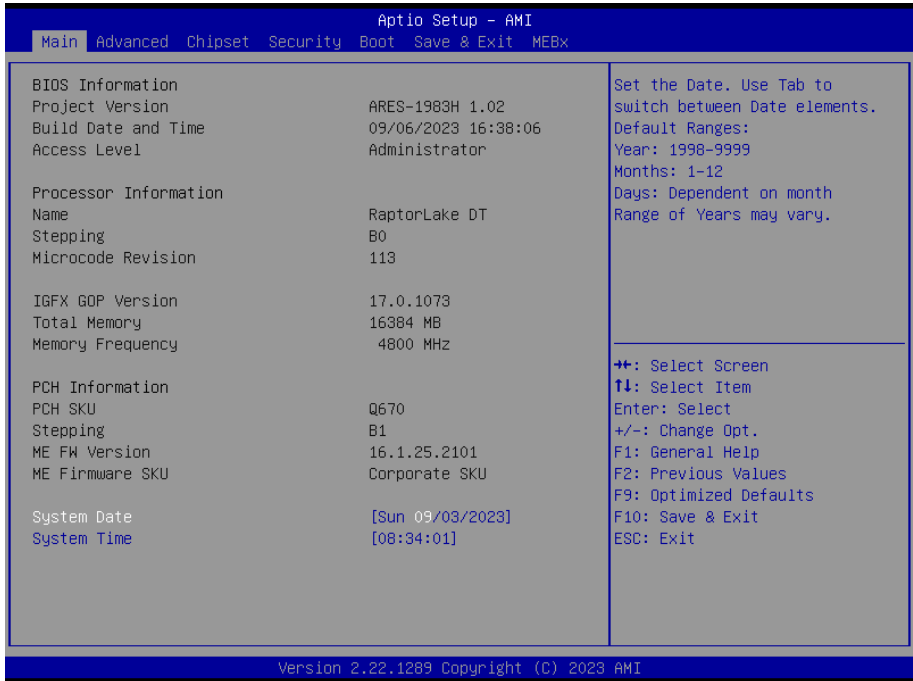 Aptio Setup – AMI
Main Advanced Chipset Security Boot Save & Exit MEBx
BIOS Information
Project Version ARES-1983H 1.02
Build Date and Time 09/06/2023 16:38:06
Access Level Administrator
Processor Information
Name RaptorLake DT
Stepping B0
Microcode Revision 113
IGFX GOP Version 17.0.1073
Total Memory 16384 MB
Memory Frequency 4800 MHz
PCH Information
PCH SKU Q670
Stepping B1
ME FW Version 16.1.25.2101
ME Firmware SKU Corporate SKU
System Date [Sun 09/03/2023]
System Time [08:34:01]
Set the Date. Use Tab to
switch between Date elements.
Default Ranges:
Year: 1998-9999
Months: 1-12
Days: Dependent on month
Range of Years may vary.
→←: Select Screen
↑↓: Select Item
Enter: Select
+/-: Change Opt.
F1: General Help
F2: Previous Values
F9: Optimized Defaults
F10: Save & Exit
ESC: Exit
Version 2.22.1289 Copyright (C) 2023 AMI